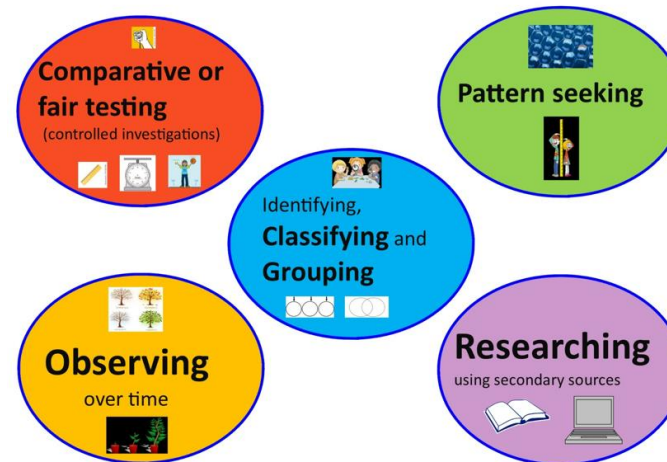 Comparative or
fair testing
(controlled investigations)
Pattern seeking
Identifying,
Classifying and
Grouping
Observing
over time
Researching
using secondary sources